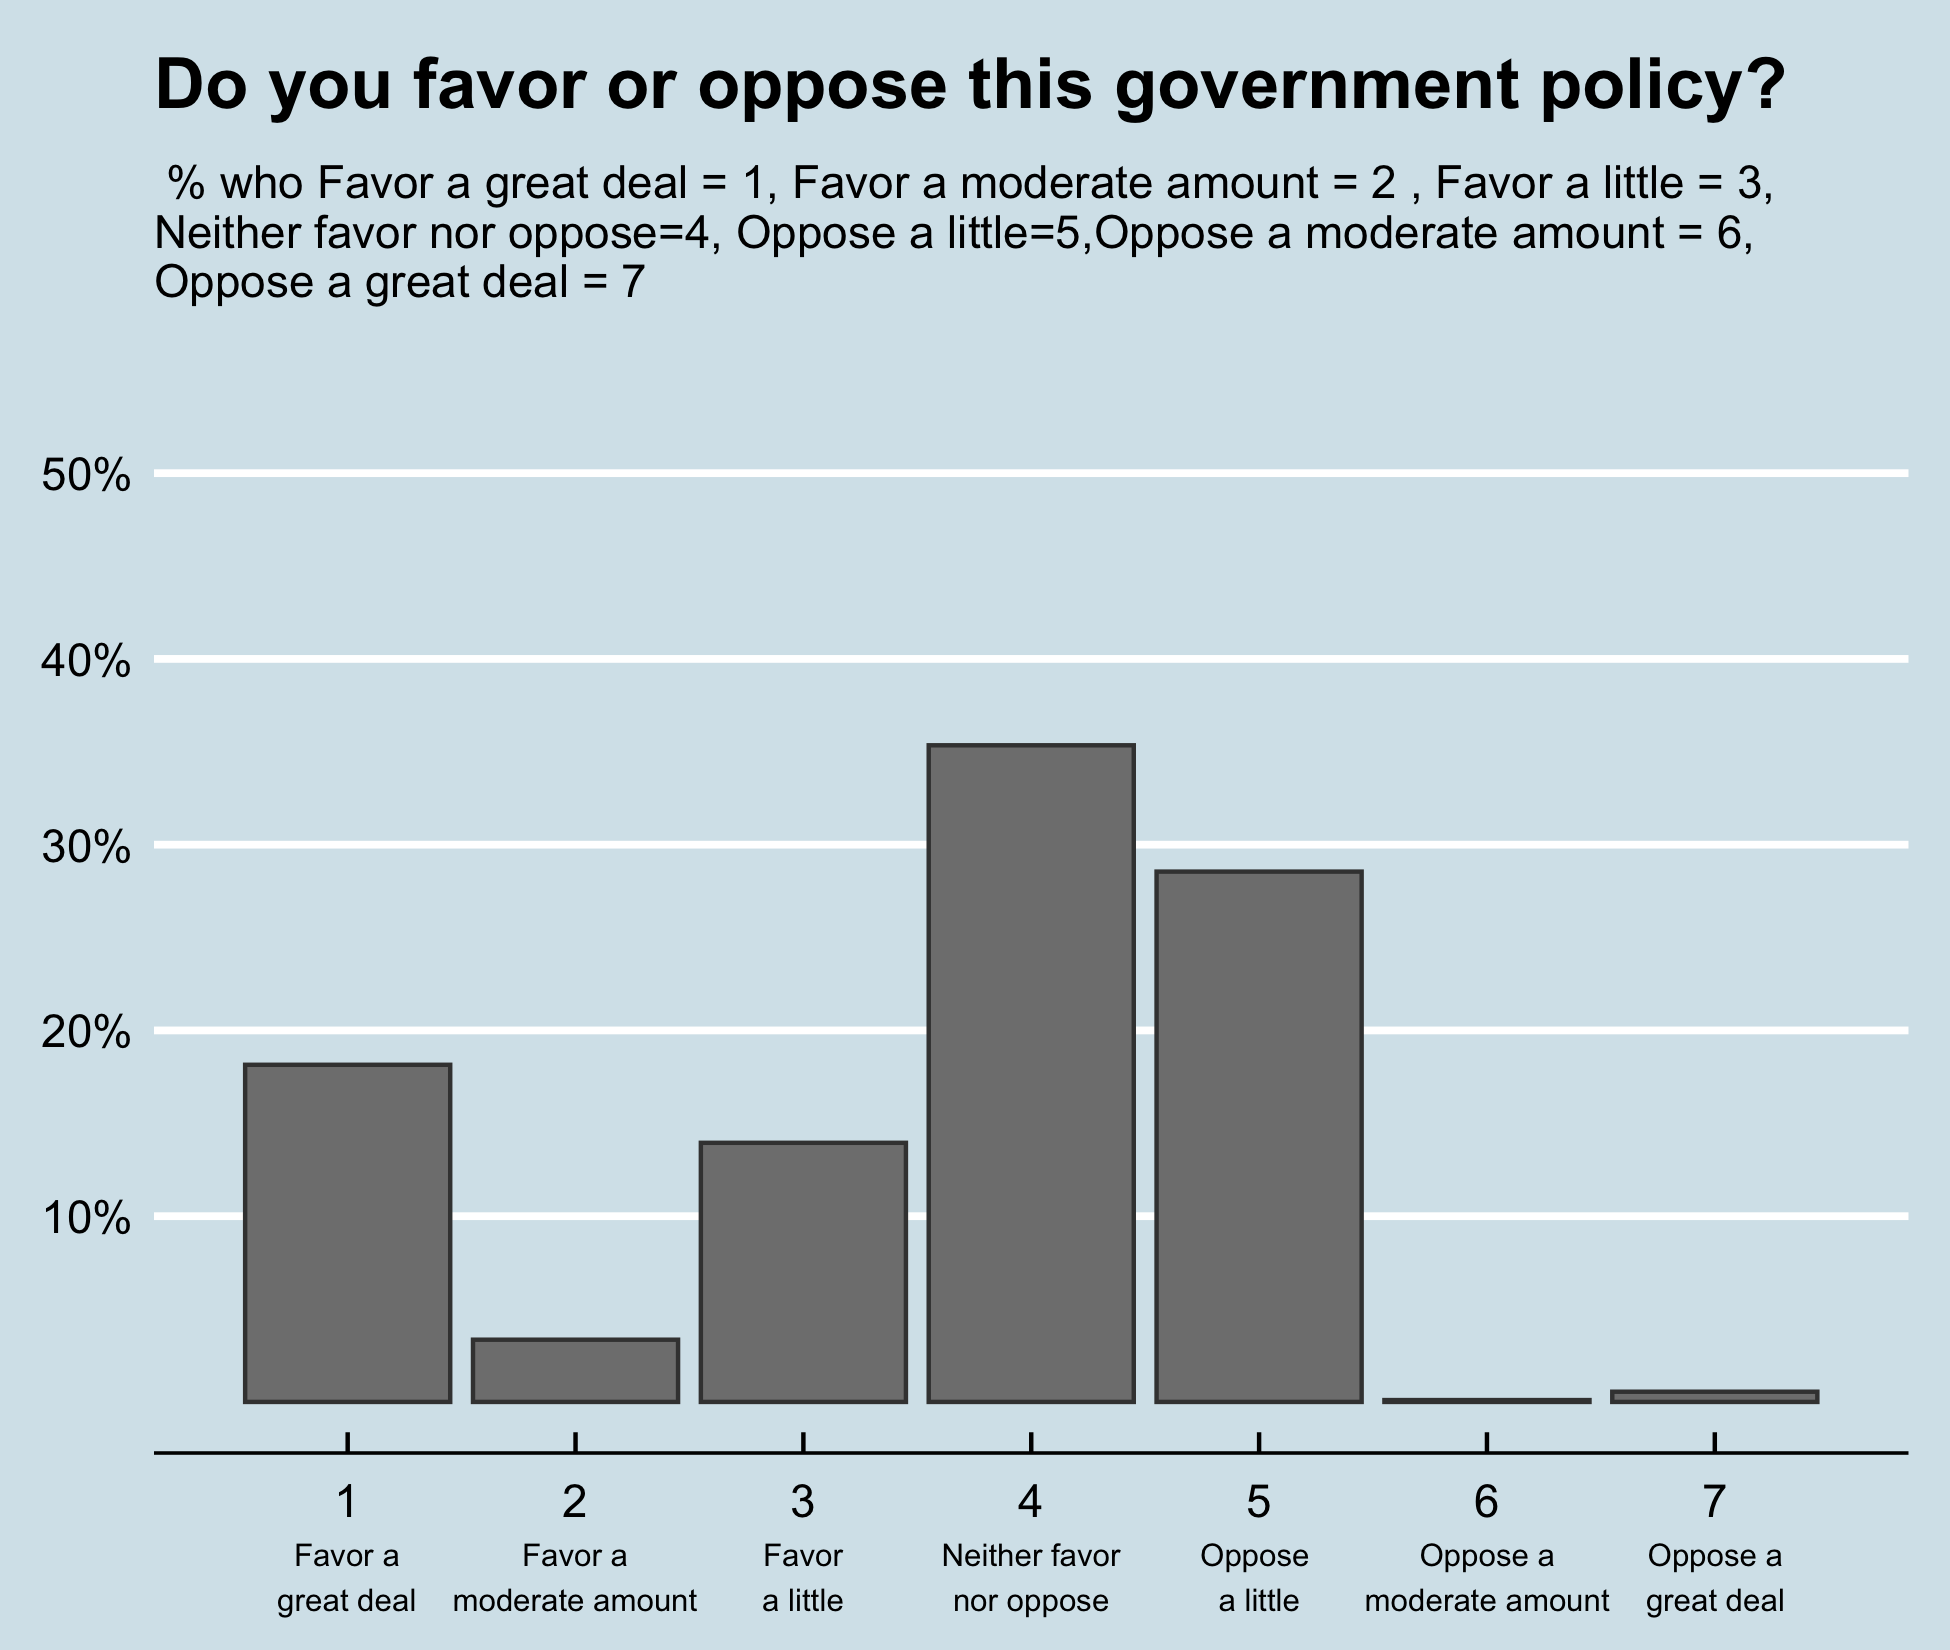 Do you favor or oppose this government policy?
% who Favor a great deal = 1, Favor a moderate amount = 2 , Favor a little = 3,
Neither favor nor oppose=4, Oppose a little=5,Oppose a moderate amount = 6,
Oppose a great deal = 7
50%
40%
30%
20%
10%
1 2 3 4 5 6 7
Favor a Favor a Favor Neither favor Oppose Oppose a Oppose a
great deal moderate amount a little nor oppose a little moderate amount great deal